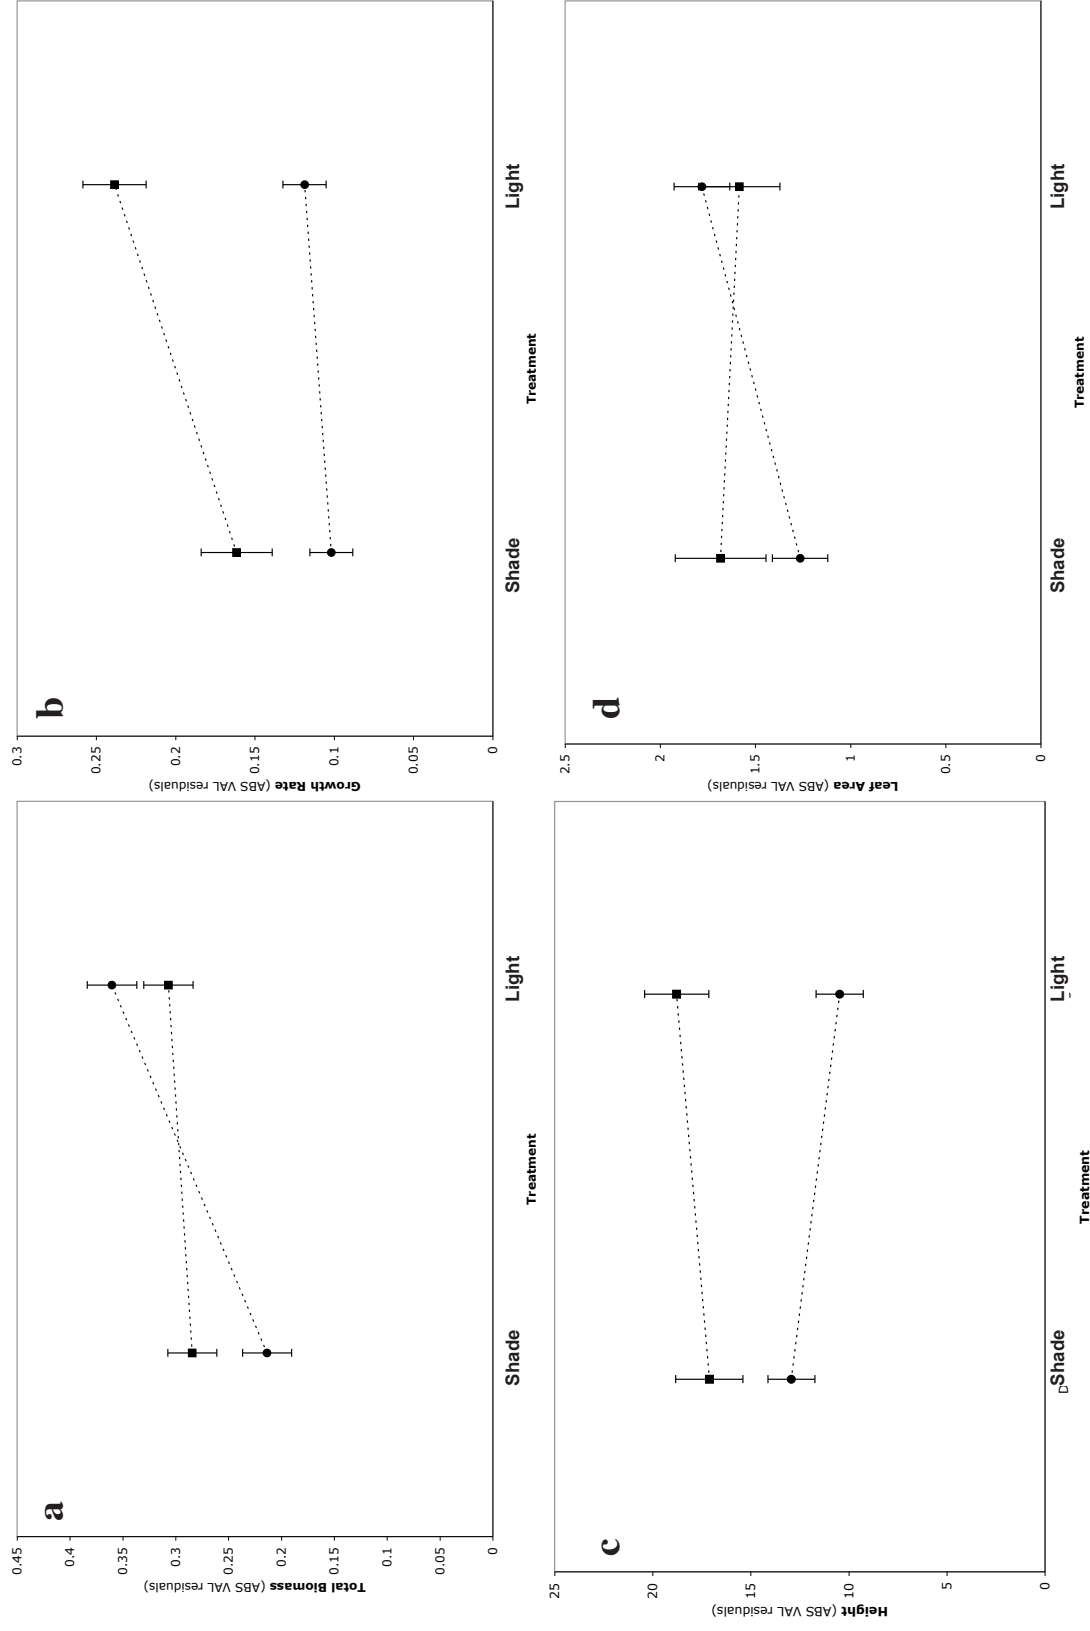 a
0.45
0.4
0.35
0.3
0.25
0.2
0.15
0.1
0.05
0
Total Biomass (ABS VAL residuals)
Shade
Light
Treatment
b
0.3
0.25
0.2
0.15
0.1
0.05
0
Growth Rate (ABS VAL residuals)
Shade
Light
Treatment
c
25
20
15
10
5
0
Height (ABS VAL residuals)
D
Shade
Light
Treatment
d
2.5
2
1.5
1
0.5
0
Leaf Area (ABS VAL residuals)
Shade
Light
Treatment